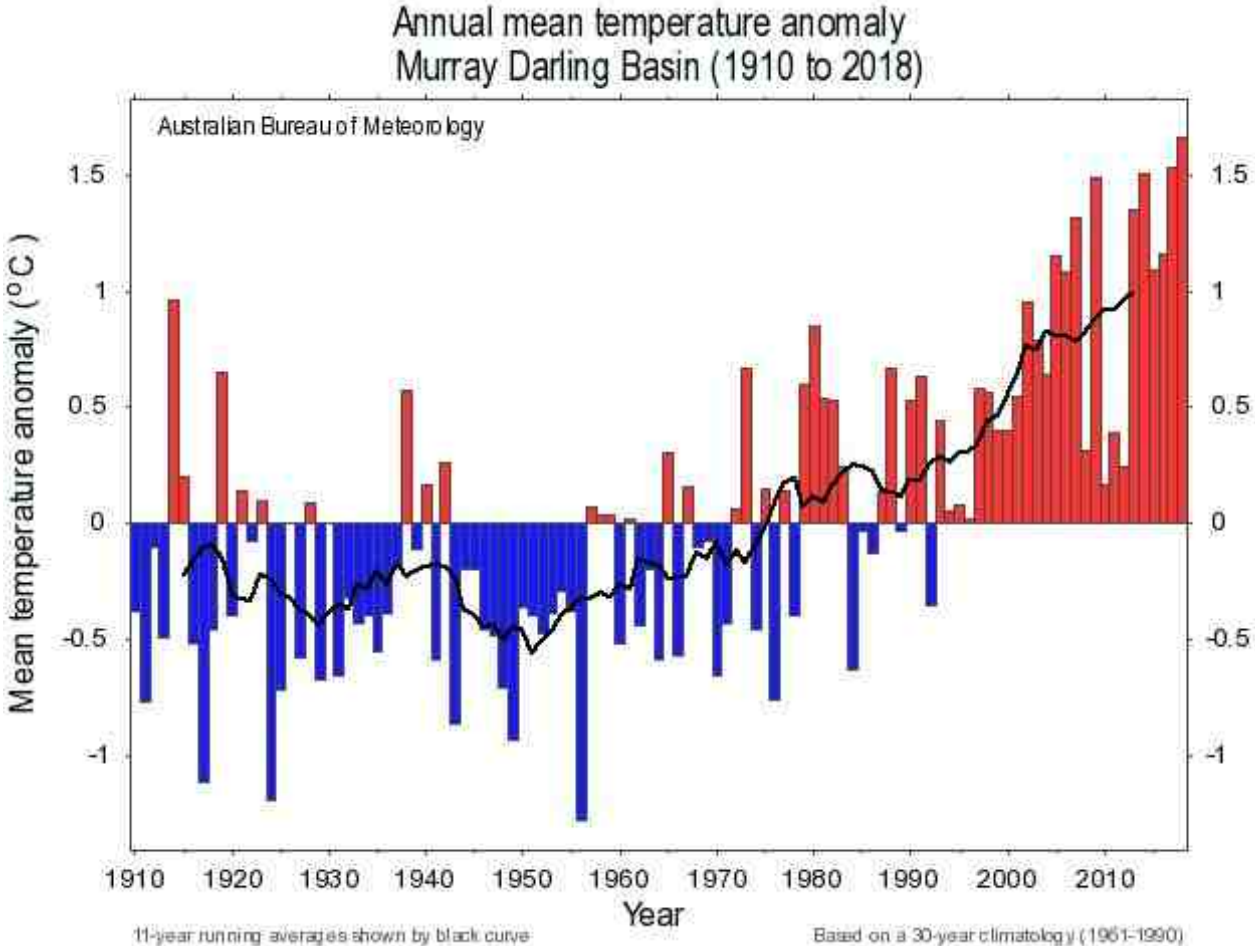 Annual mean temperature anomaly
Murray Darling Basin (1910 to 2018)
Australian Bureau of Meteorology
Mean temperature anomaly (°C)
1.5
1
0.5
0
-0.5
-1
1.5
1
0.5
0
-0.5
-1
1910 1920 1930 1940 1950 1960 1970 1980 1990 2000 2010
Year
11-year running averages shown by black curve
Based on a 30-year climatology (1961-1990)